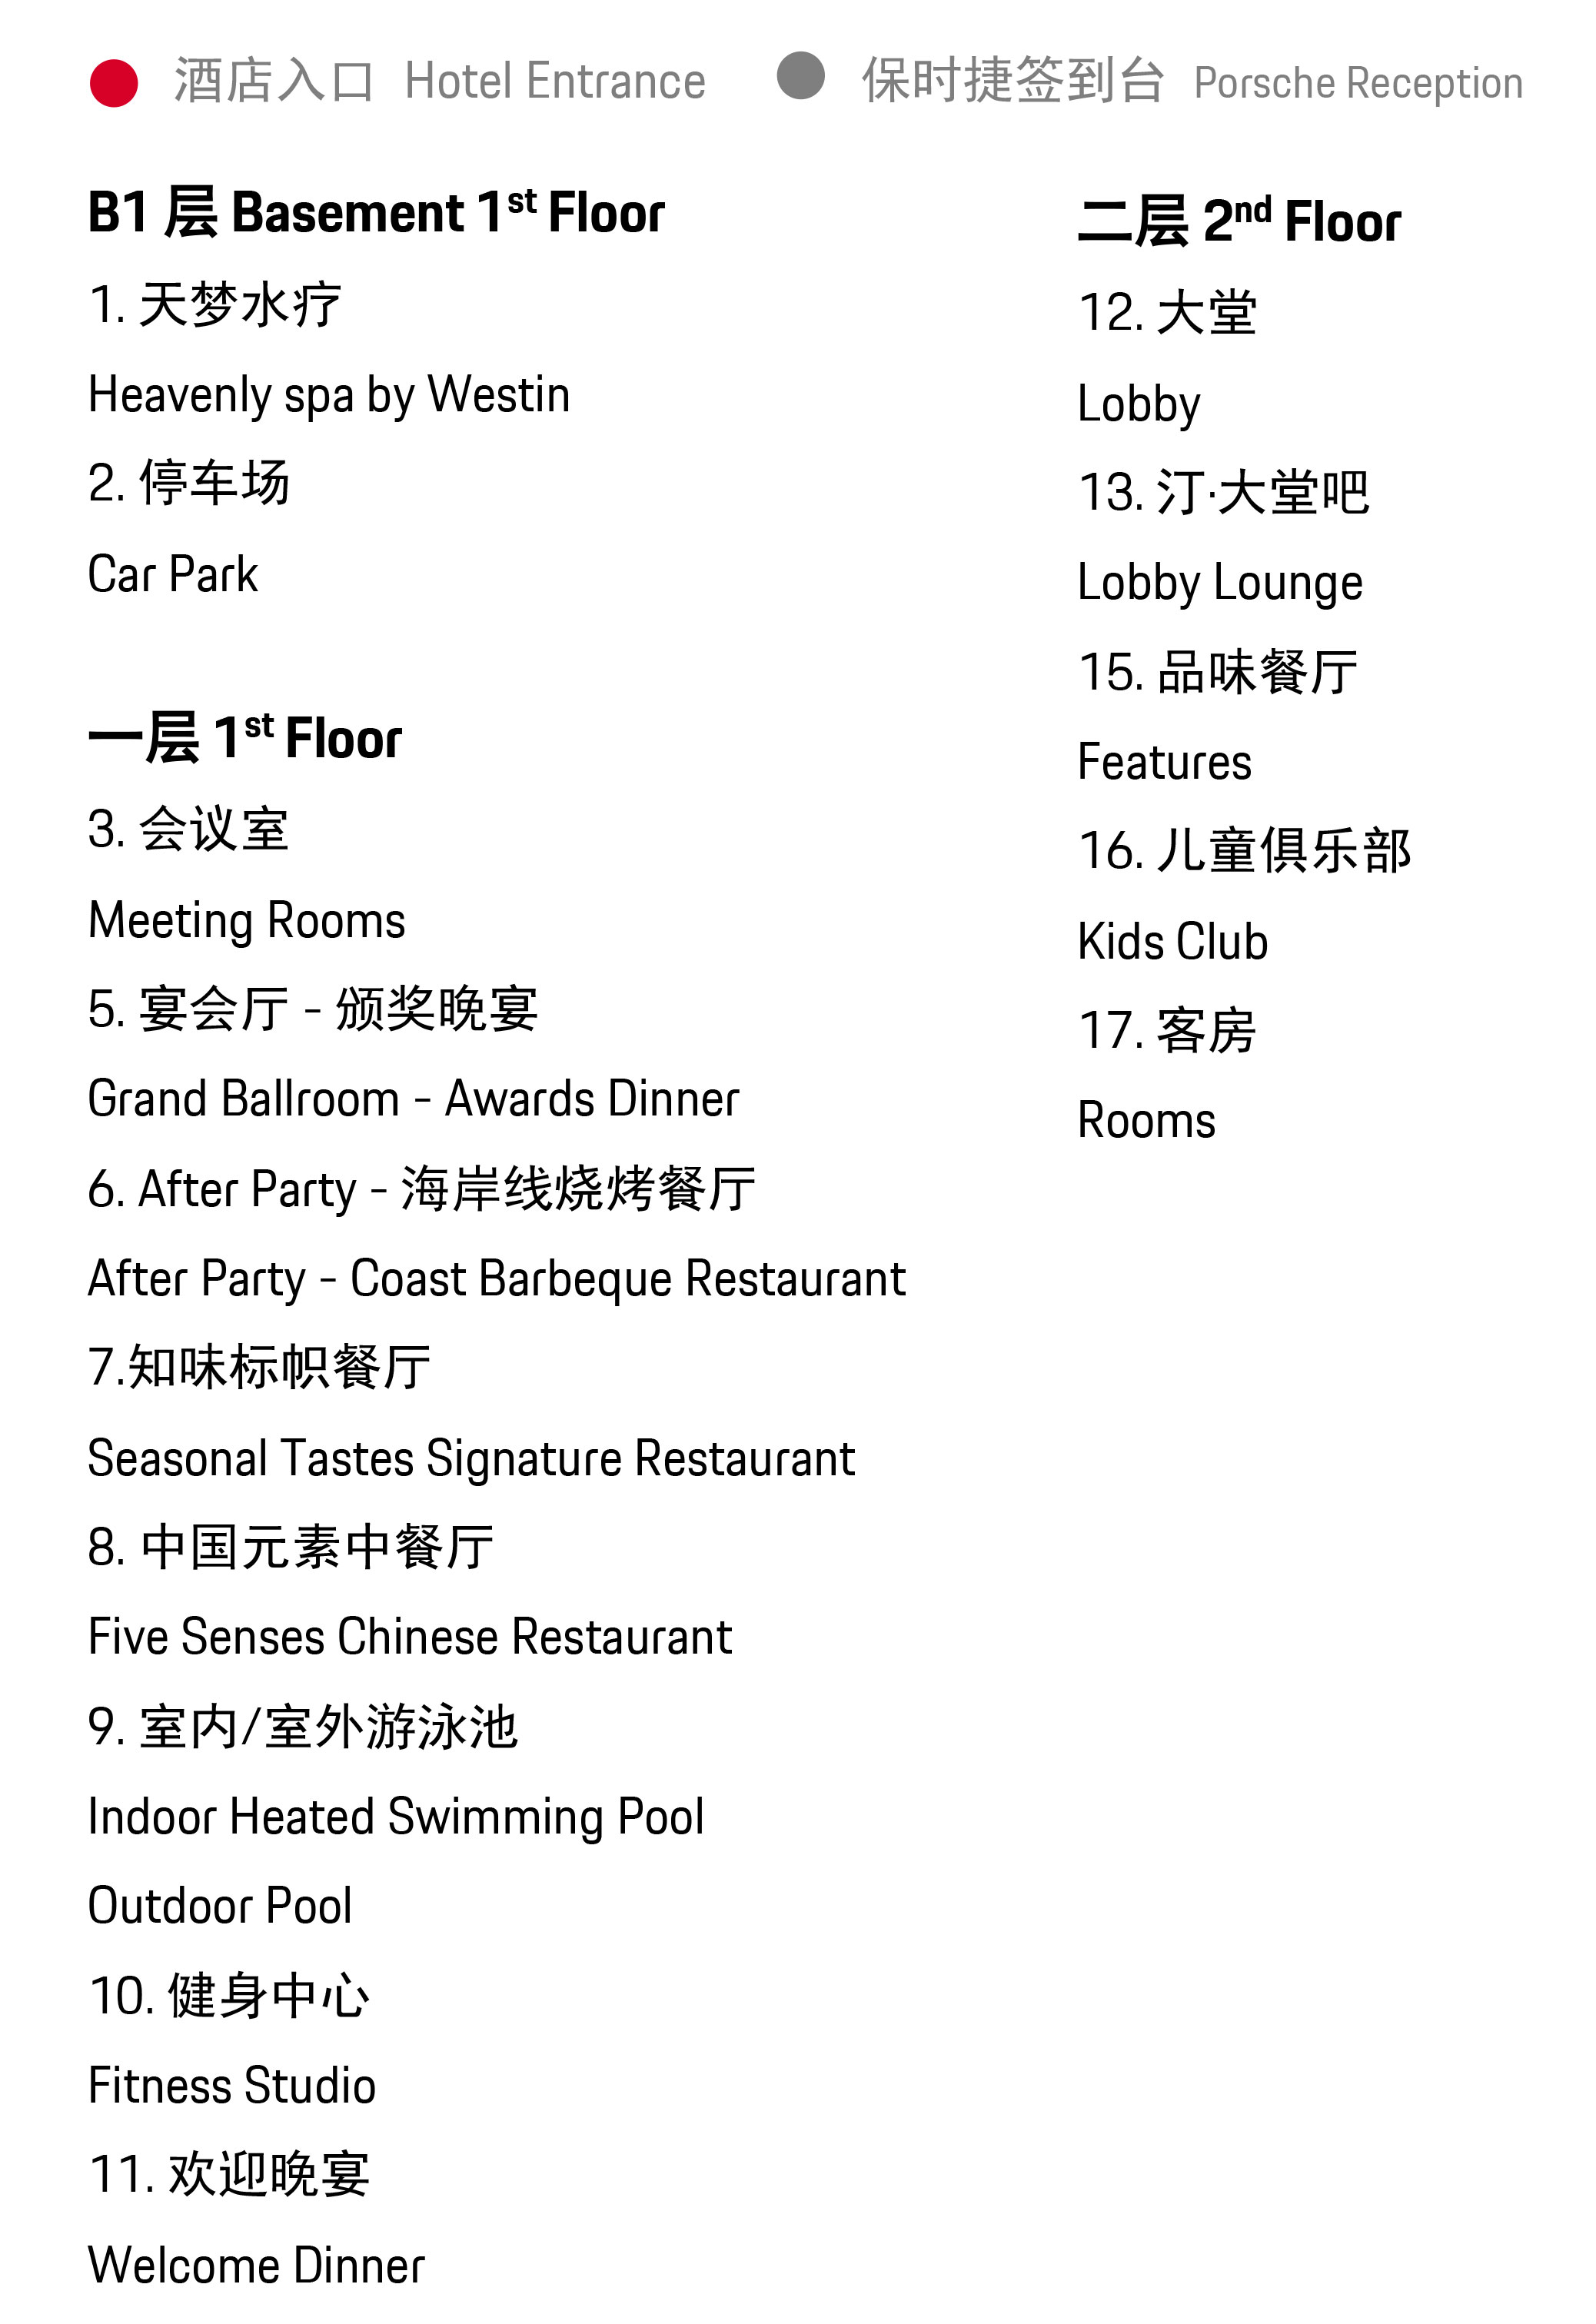 酒店入口 Hotel Entrance
保时捷签到台 Porsche Reception
B1 层 Basement 1st Floor
1. 天梦水疗
Heavenly spa by Westin
2. 停车场
Car Park
一层 1st Floor
3. 会议室
Meeting Rooms
5. 宴会厅 - 颁奖晚宴
Grand Ballroom - Awards Dinner
6. After Party - 海岸线烧烤餐厅
After Party - Coast Barbeque Restaurant
7.知味标帜餐厅
Seasonal Tastes Signature Restaurant
8. 中国元素中餐厅
Five Senses Chinese Restaurant
9. 室内/室外游泳池
Indoor Heated Swimming Pool
Outdoor Pool
10. 健身中心
Fitness Studio
11. 欢迎晚宴
Welcome Dinner
二层 2nd Floor
12. 大堂
Lobby
13. 汀·大堂吧
Lobby Lounge
15. 品味餐厅
Features
16. 儿童俱乐部
Kids Club
17. 客房
Rooms